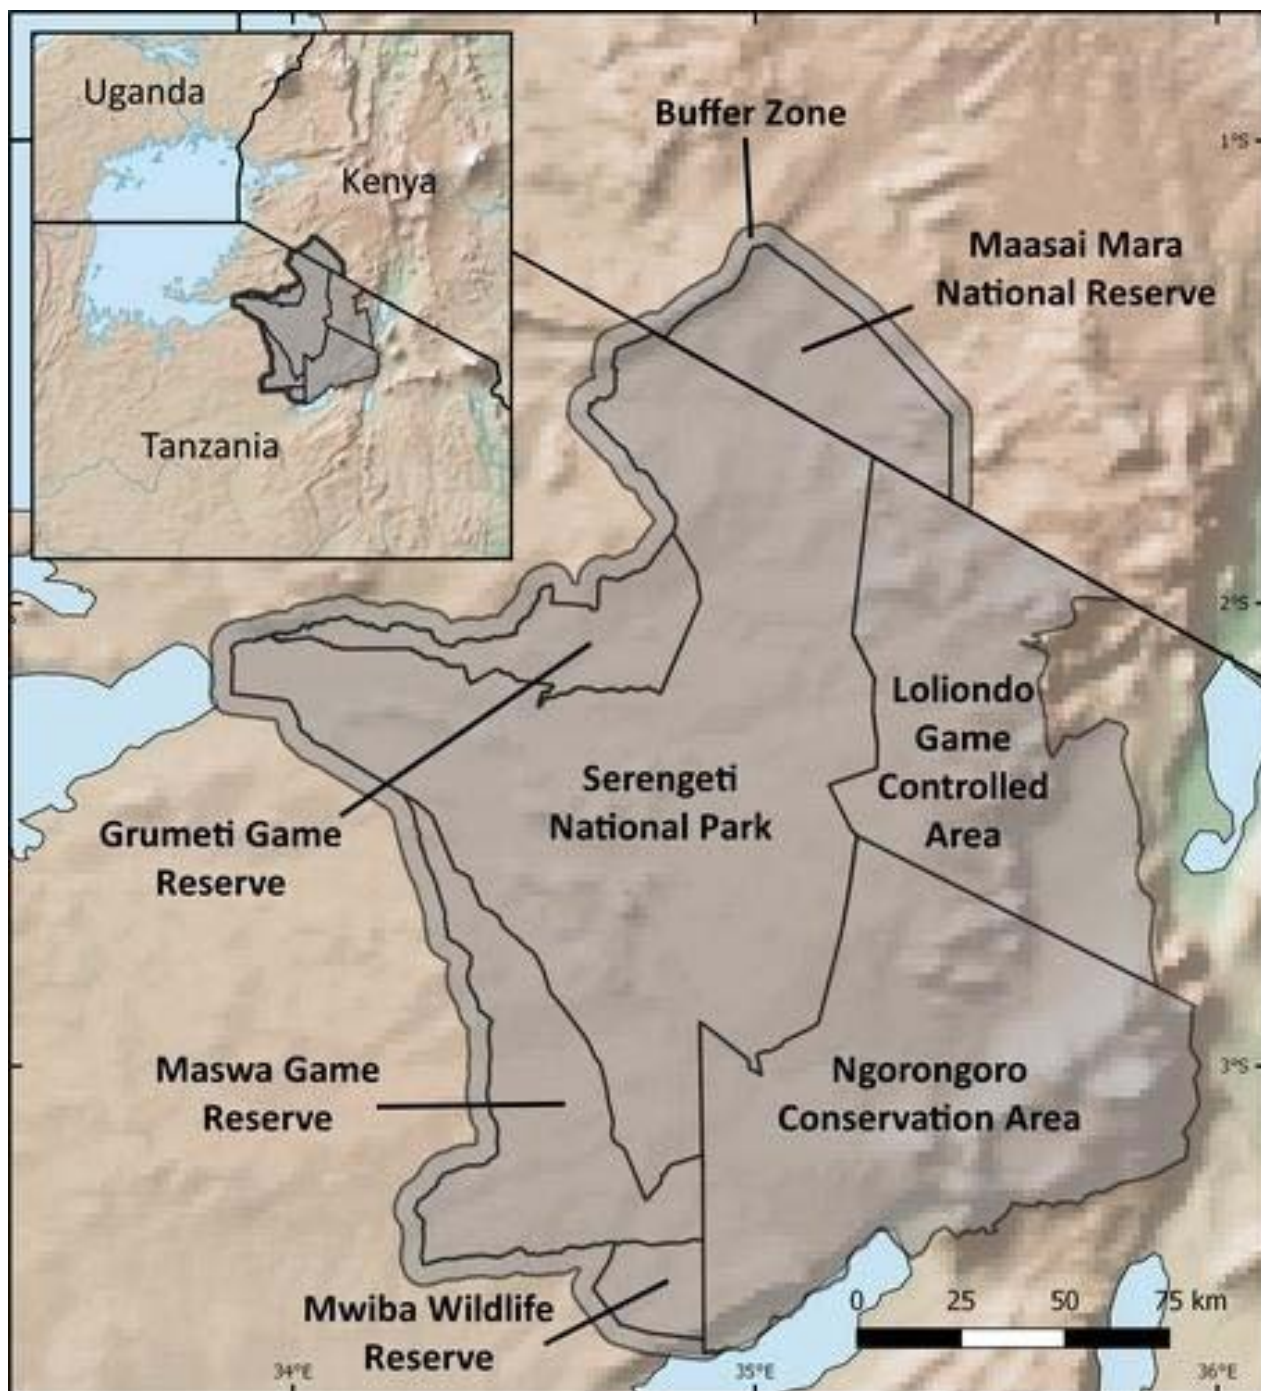 Uganda
Kenya
Tanzania
Buffer Zone
1°S
Maasai Mara
National Reserve
2°S
Loliondo
Game
Controlled
Area
Serengeti
National Park
Grumeti Game
Reserve
Maswa Game
Reserve
3°S
Ngorongoro
Conservation Area
Mwiba Wildlife
Reserve
0 25 50 75 km
34°E 35°E 36°E